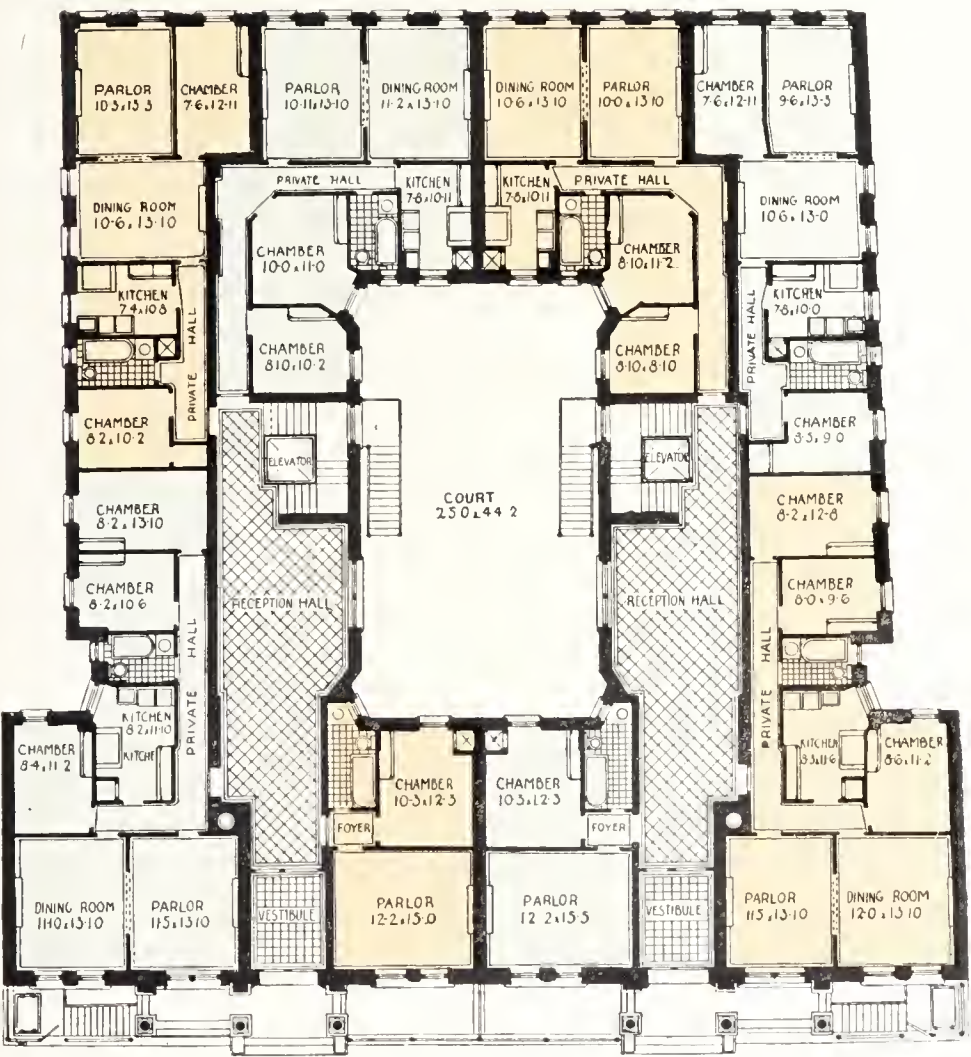 PARLOR
10·3 x 15·3
CHAMBER
7·6 x 12·11
PARLOR
10·11 x 13·10
DINING ROOM
11·2 x 13·10
DINING ROOM
10·6 x 13·10
PARLOR
10·0 x 13·10
CHAMBER
7·6 x 12·11
PARLOR
9·6 x 13·3
PRIVATE HALL
KITCHEN
7·8 x 10·11
KITCHEN
7·8 x 10·11
PRIVATE HALL
DINING ROOM
10·6 x 13·10
DINING ROOM
10·6 x 13·0
CHAMBER
10·0 x 11·0
CHAMBER
8·10 x 11·2
KITCHEN
7·4 x 10·8
PRIVATE HALL
KITCHEN
7·8 x 10·0
PRIVATE HALL
CHAMBER
8·10 x 10·2
CHAMBER
8·10 x 8·10
CHAMBER
8·2 x 10·2
CHAMBER
8·3 x 9·0
ELEVATOR
ELEVATOR
COURT
25·0 x 44·2
CHAMBER
8·2 x 13·10
CHAMBER
8·2 x 12·8
CHAMBER
8·2 x 10·6
CHAMBER
8·0 x 9·6
RECEPTION HALL
RECEPTION HALL
PRIVATE HALL
PRIVATE HALL
KITCHEN
8·2 x 11·10
KITCHE
KITCHEN
8·3 x 11·6
CHAMBER
8·4 x 11·2
CHAMBER
8·6 x 11·2
CHAMBER
10·3 x 12·3
CHAMBER
10·3 x 12·3
FOYER
FOYER
DINING ROOM
11·0 x 13·10
PARLOR
11·5 x 13·10
VESTIBULE
PARLOR
12·2 x 15·0
PARLOR
12·2 x 15·5
VESTIBULE
PARLOR
11·5 x 13·10
DINING ROOM
12·0 x 13·10